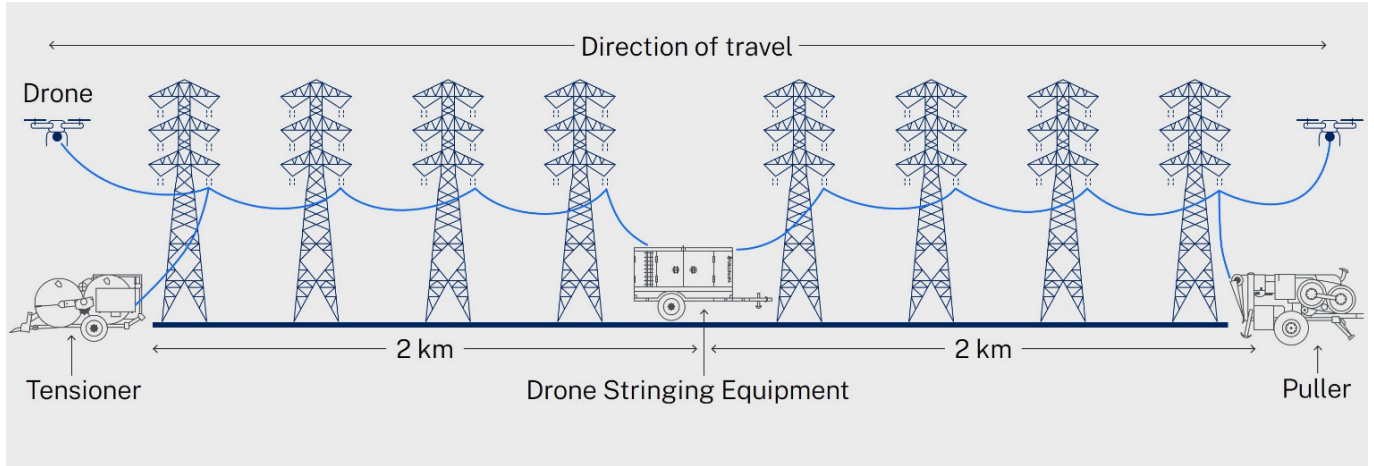 Direction of travel
Drone
2 km
2 km
Tensioner
Drone Stringing Equipment
Puller